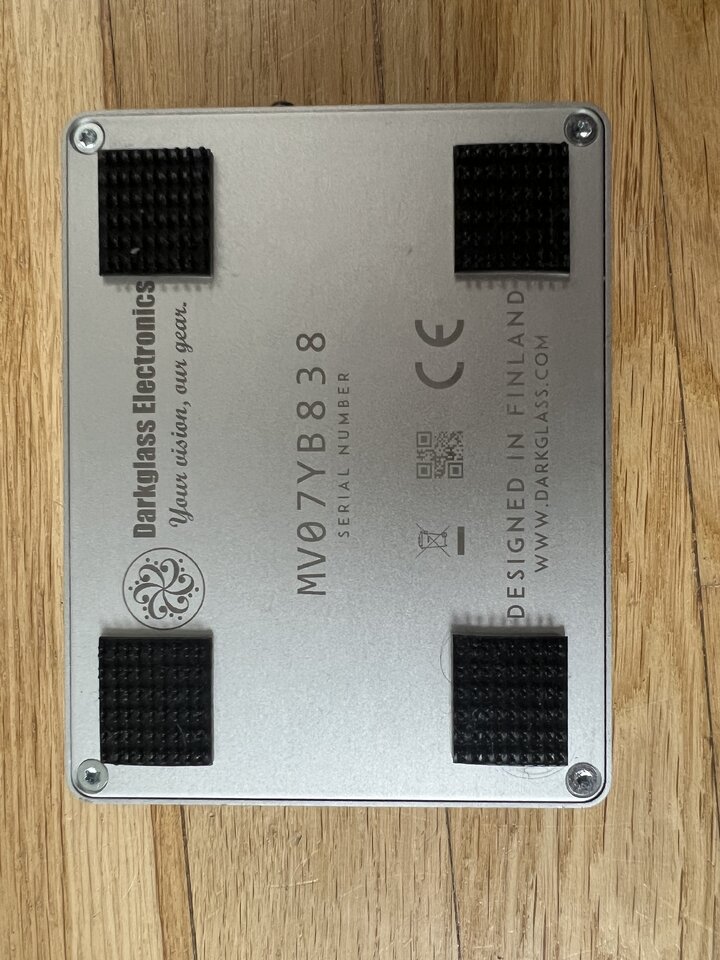 Darkglass Electronics
Your vision, our gear.
MV07YB838
SERIAL NUMBER
CE
DESIGNED IN FINLAND
WWW.DARKGLASS.COM